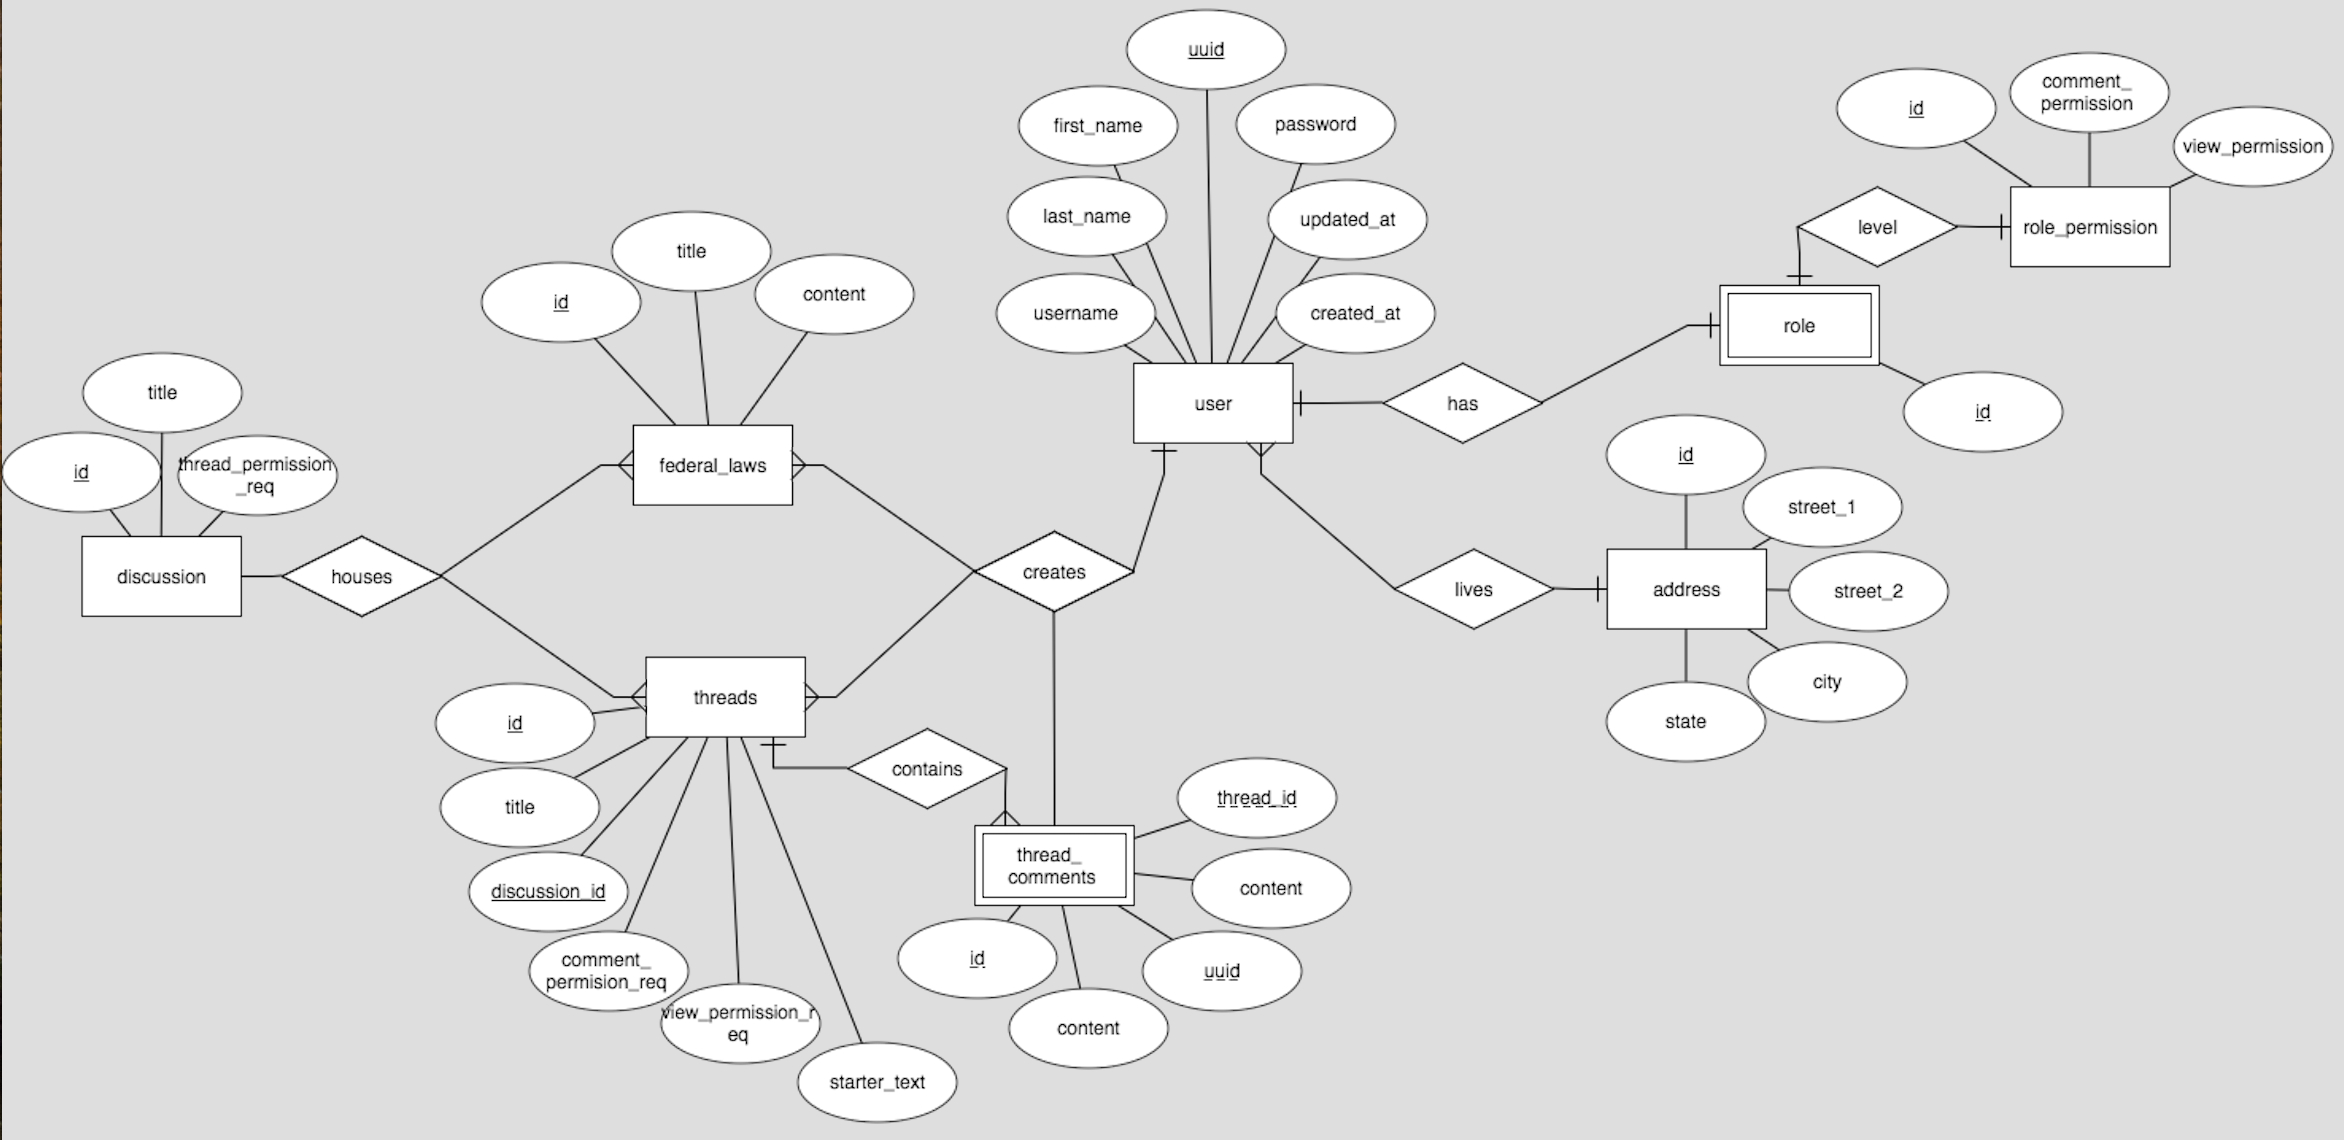 uuid
first_name
password
last_name
updated_at
username
created_at
user
id
comment_
permission
view_permission
role_permission
level
role
id
has
id
title
content
federal_laws
title
id
thread_permission
_req
discussion
houses
creates
lives
id
street_1
street_2
address
city
state
threads
id
title
discussion_id
comment_
permision_req
view_permission_r
eq
starter_text
contains
thread_
comments
thread_id
content
uuid
id
content